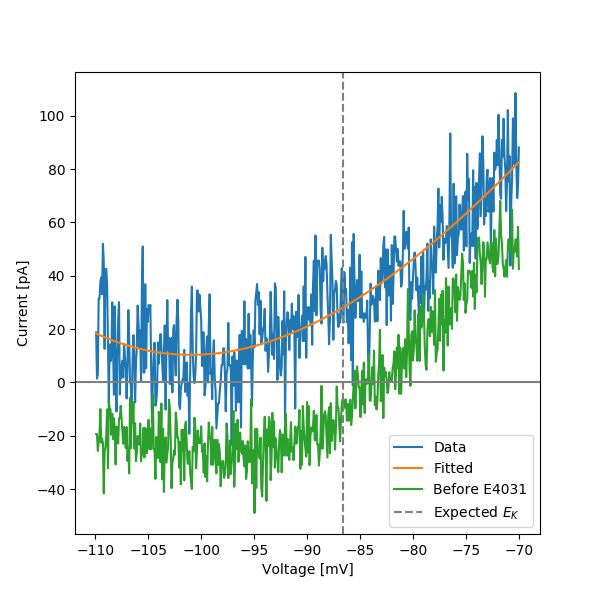 100
80
60
40
20
0
−20
−40
Current [pA]
−110 −105 −100 −95 −90 −85 −80 −75 −70
Voltage [mV]
Data
Fitted
Before E4031
Expected E_K